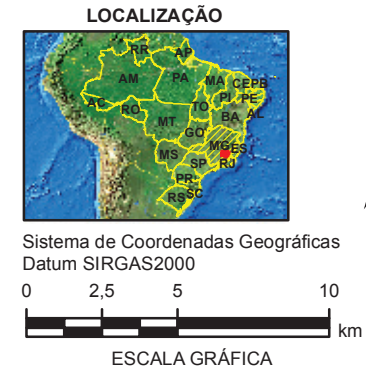 LOCALIZAÇÃO
RR
AP
AM
PA
MA
CE
PB
PI
PE
AC
RO
TO
AL
MT
BA
GO
MG
ES
MS
SP
RJ
PR
SC
RS
Sistema de Coordenadas Geográficas
Datum SIRGAS2000
0 2,5 5 10
km
ESCALA GRÁFICA